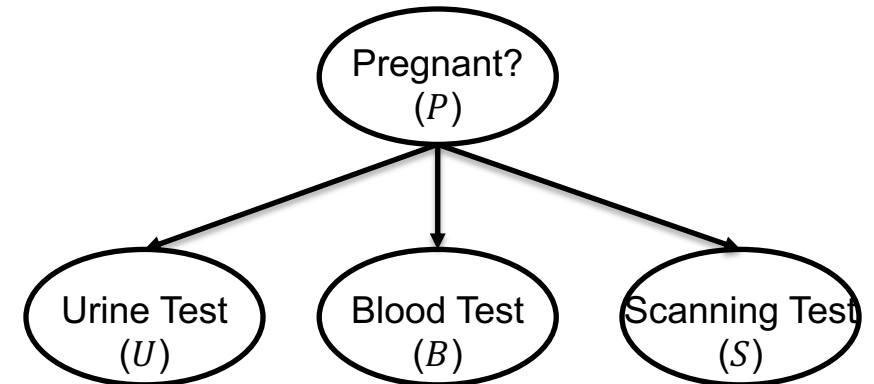 Pregnant?
(P)
Urine Test
(U)
Blood Test
(B)
Scanning Test
(S)